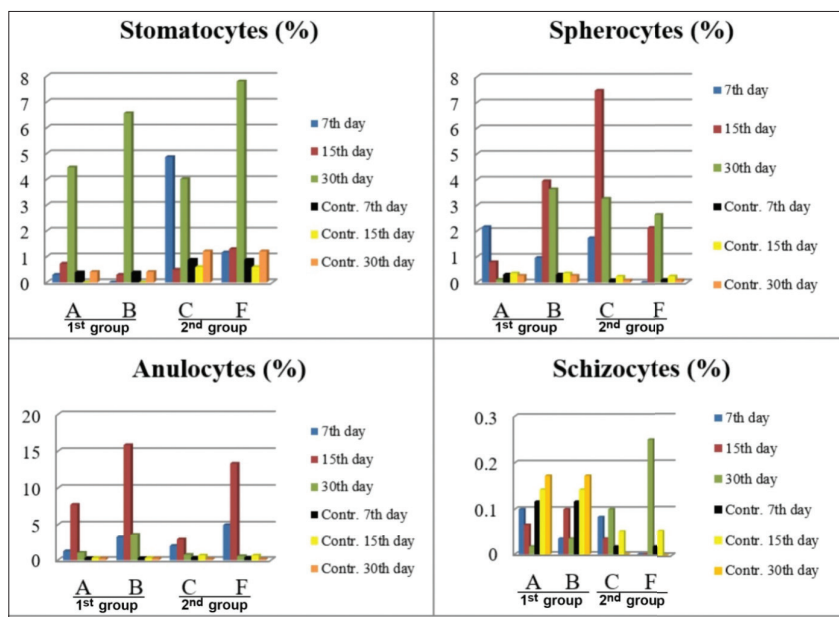 Stomatocytes (%)
8
7
6
5
4
3
2
1
0
A B C F
1st group 2nd group
7th day
15th day
30th day
Contr. 7th day
Contr. 15th day
Contr. 30th day
Spherocytes (%)
8
7
6
5
4
3
2
1
0
A B C F
1st group 2nd group
7th day
15th day
30th day
Contr. 7th day
Contr. 15th day
Contr. 30th day
Anulocytes (%)
20
15
10
5
0
A B C F
1st group 2nd group
7th day
15th day
30th day
Contr. 7th day
Contr. 15th day
Contr. 30th day
Schizocytes (%)
0.3
0.2
0.1
0
A B C F
1st group 2nd group
7th day
15th day
30th day
Contr. 7th day
Contr. 15th day
Contr. 30th day